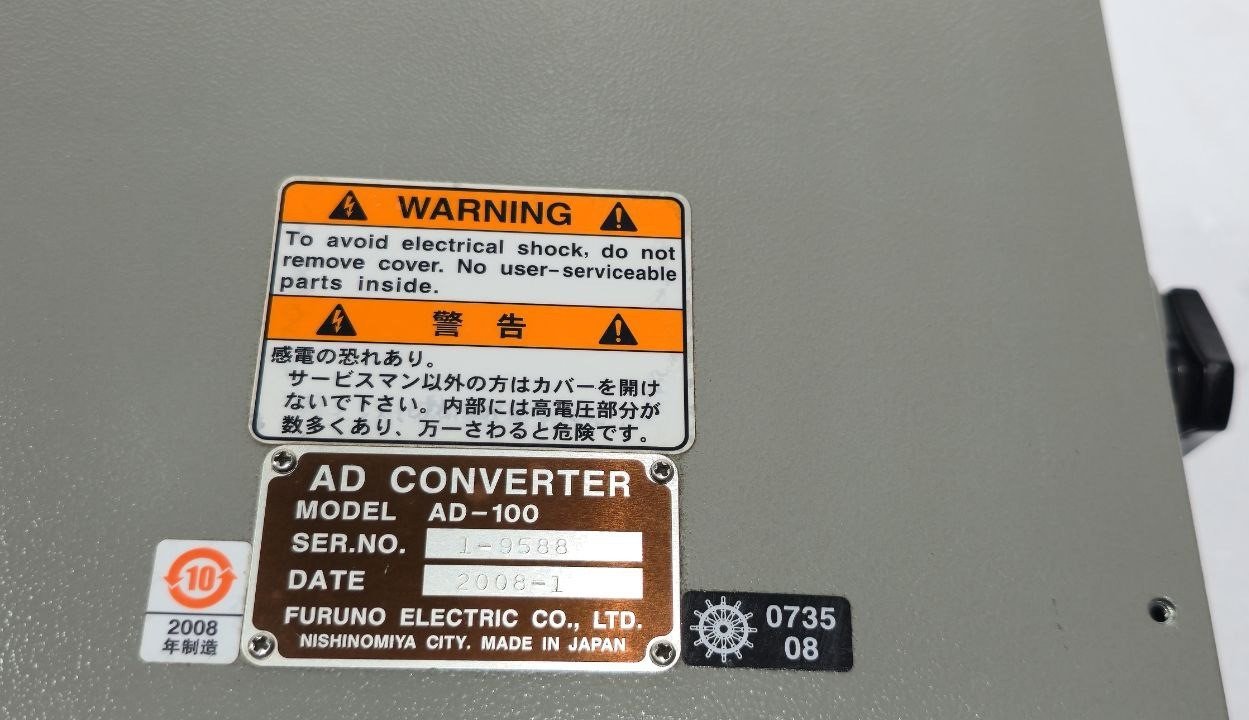 WARNING
To avoid electrical shock, do not
remove cover. No user-serviceable
parts inside.
警告
感電の恐れあり。
サービスマン以外の方はカバーを開け
ないで下さい。内部には高電圧部分が
数多くあり、万一さわると危険です。
AD CONVERTER
MODEL AD-100
SER.NO. 1-9588
DATE 2008-1
FURUNO ELECTRIC CO., LTD.
NISHINOMIYA CITY. MADE IN JAPAN
10
2008
年制造
0735
08